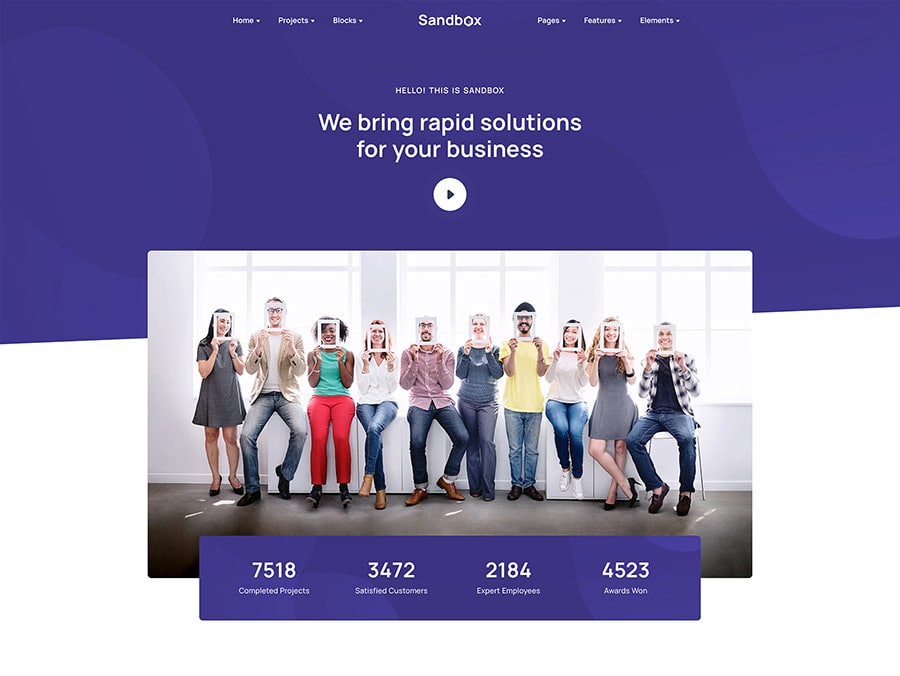 Home
Projects
Blocks
Sandbox
Pages
Features
Elements
HELLO! THIS IS SANDBOX
We bring rapid solutions
for your business
7518
Completed Projects
3472
Satisfied Customers
2184
Expert Employees
4523
Awards Won